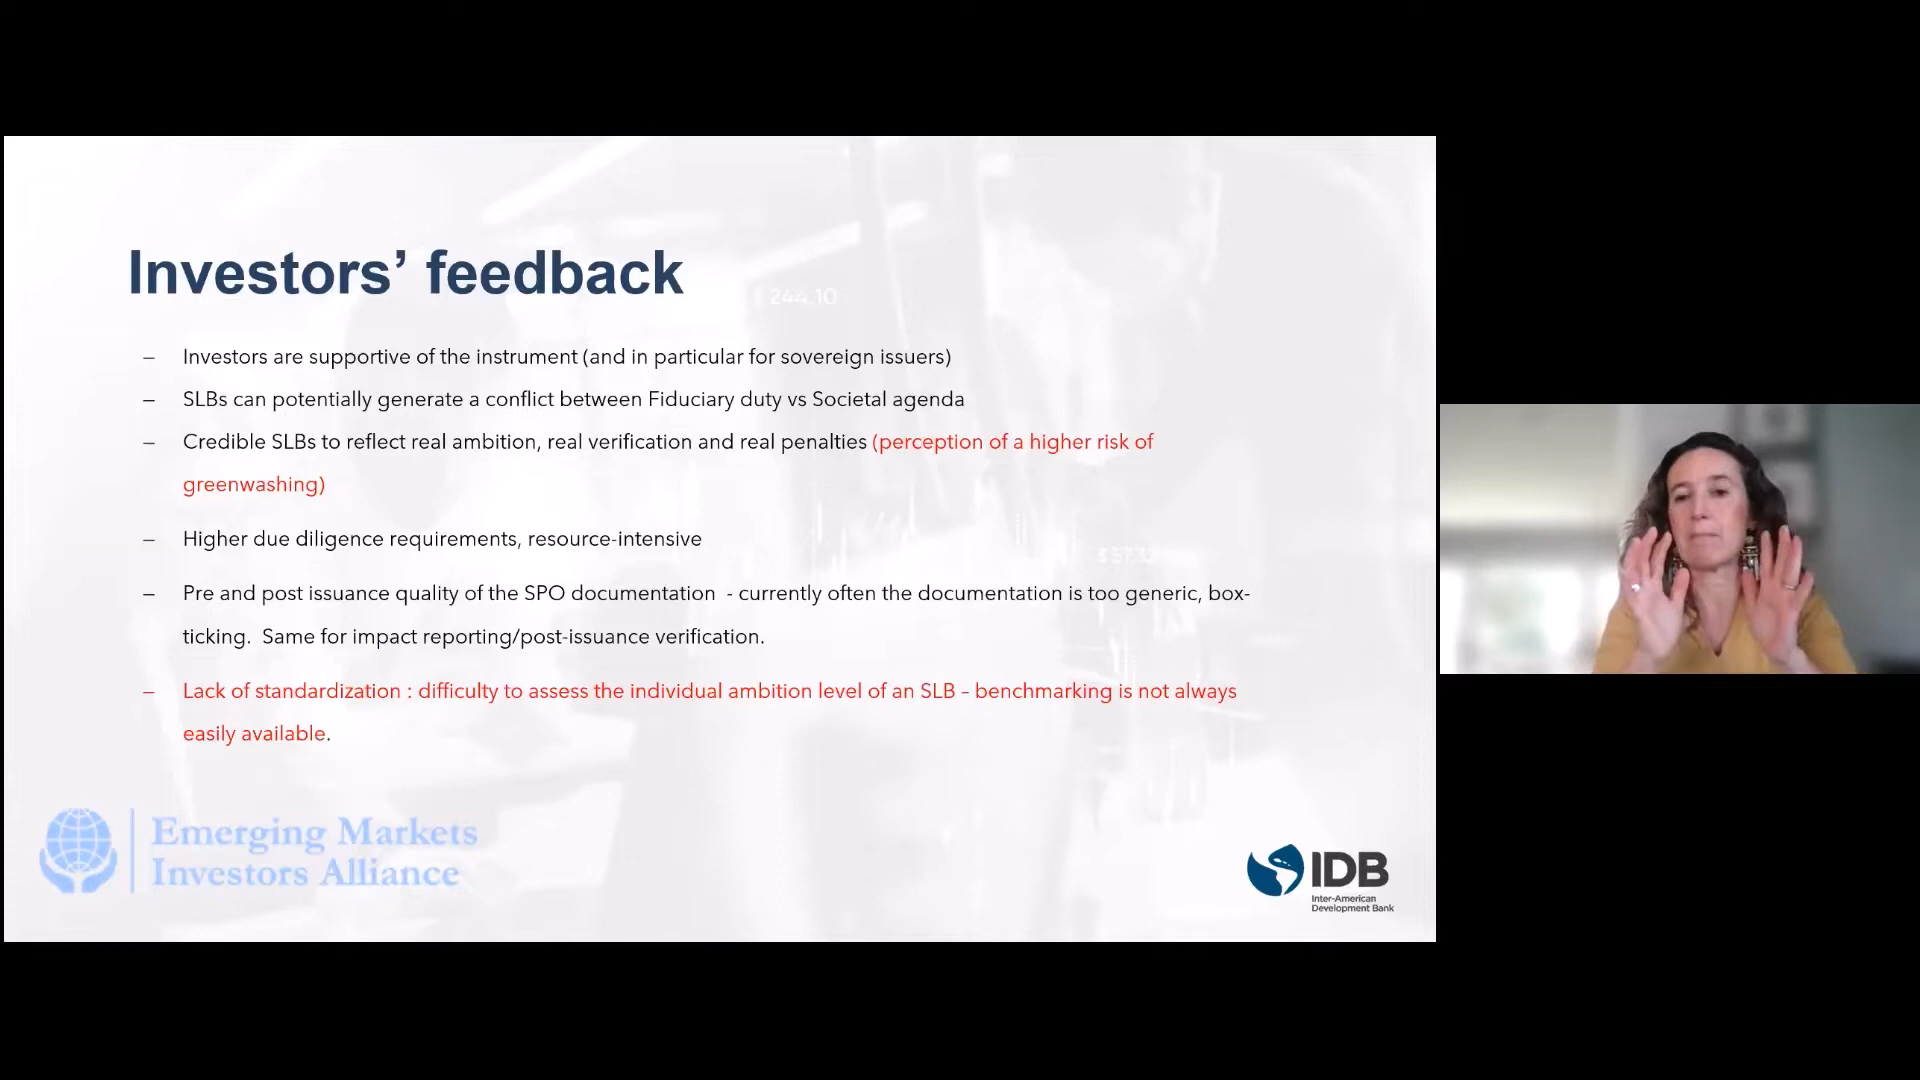 Investors’ feedback
$ 244.10
– Investors are supportive of the instrument (and in particular for sovereign issuers)
– SLBs can potentially generate a conflict between Fiduciary duty vs Societal agenda
– Credible SLBs to reflect real ambition, real verification and real penalties (perception of a higher risk of
greenwashing)
– Higher due diligence requirements, resource-intensive
$ 57.32
– Pre and post issuance quality of the SPO documentation  - currently often the documentation is too generic, box-
ticking.  Same for impact reporting/post-issuance verification.
– Lack of standardization : difficulty to assess the individual ambition level of an SLB – benchmarking is not always
easily available.
Emerging Markets
Investors Alliance
IDB
Inter-American
Development Bank